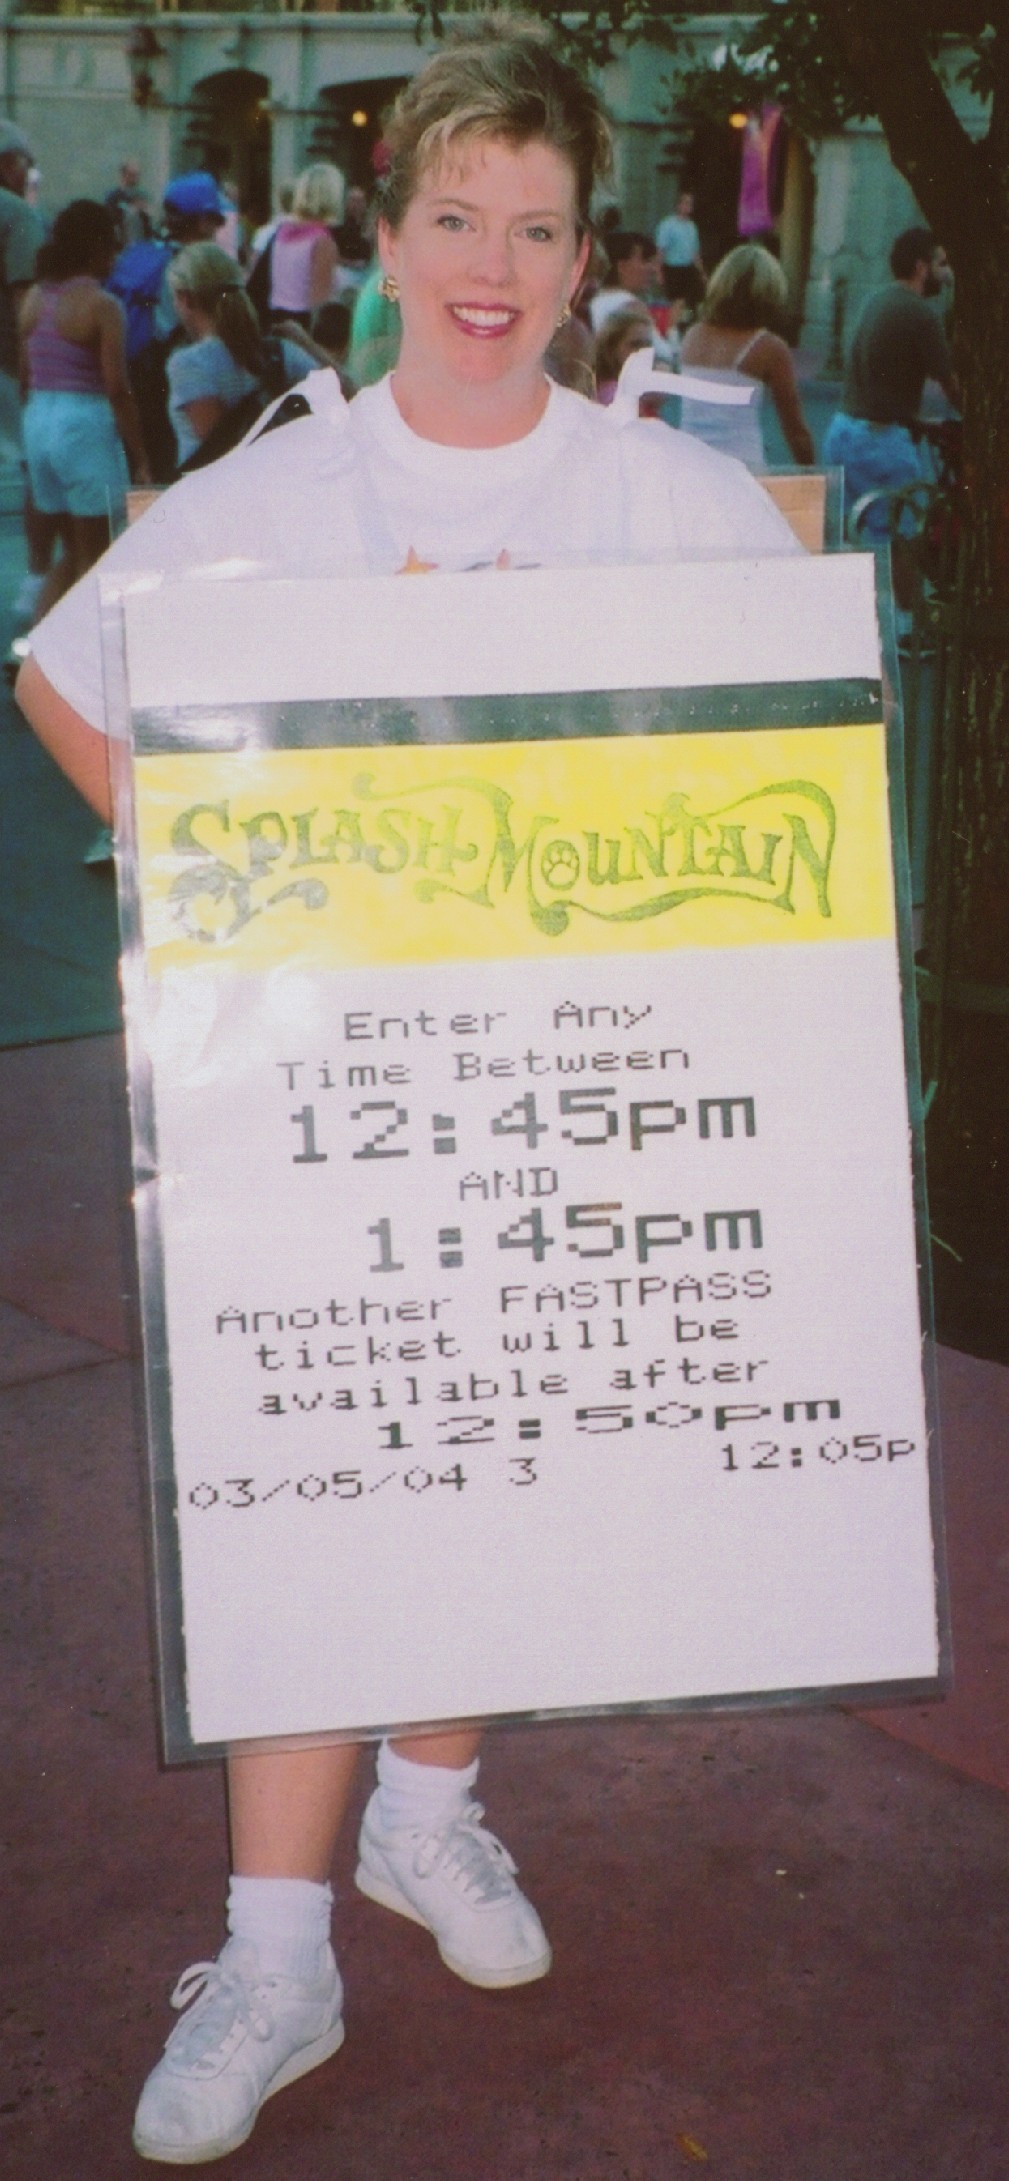 SPLASH MOUNTAIN
Enter Any
Time Between
12:45pm
AND
1:45pm
Another FASTPASS
ticket will be
available after
12:50pm
03/05/04 3 12:05p